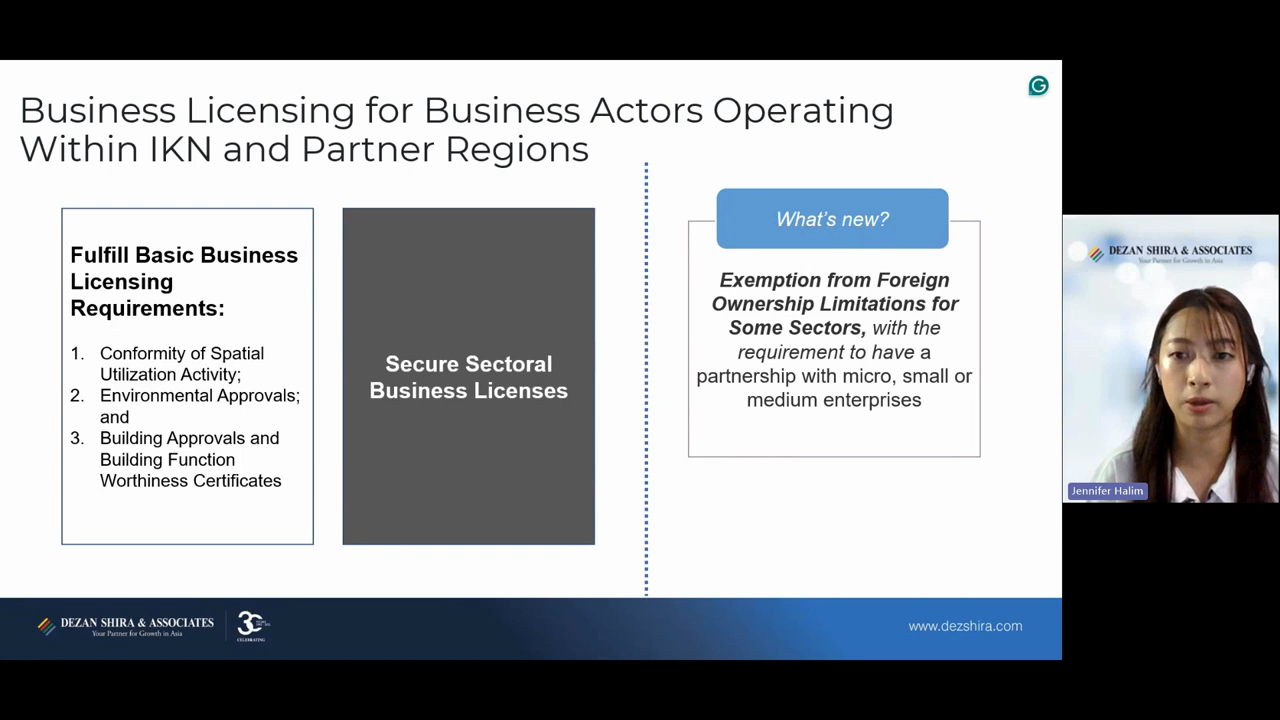 Business Licensing for Business Actors Operating
Within IKN and Partner Regions
Fulfill Basic Business
Licensing
Requirements:
1. Conformity of Spatial
Utilization Activity;
2. Environmental Approvals;
and
3. Building Approvals and
Building Function
Worthiness Certificates
Secure Sectoral
Business Licenses
What's new?
Exemption from Foreign
Ownership Limitations for
Some Sectors, with the
requirement to have a
partnership with micro, small or
medium enterprises
DEZAN SHIRA & ASSOCIATES
Your Partner for Growth in Asia
Jennifer Halim
DEZAN SHIRA & ASSOCIATES
Your Partner for Growth in Asia
CELEBRATING
www.dezshira.com